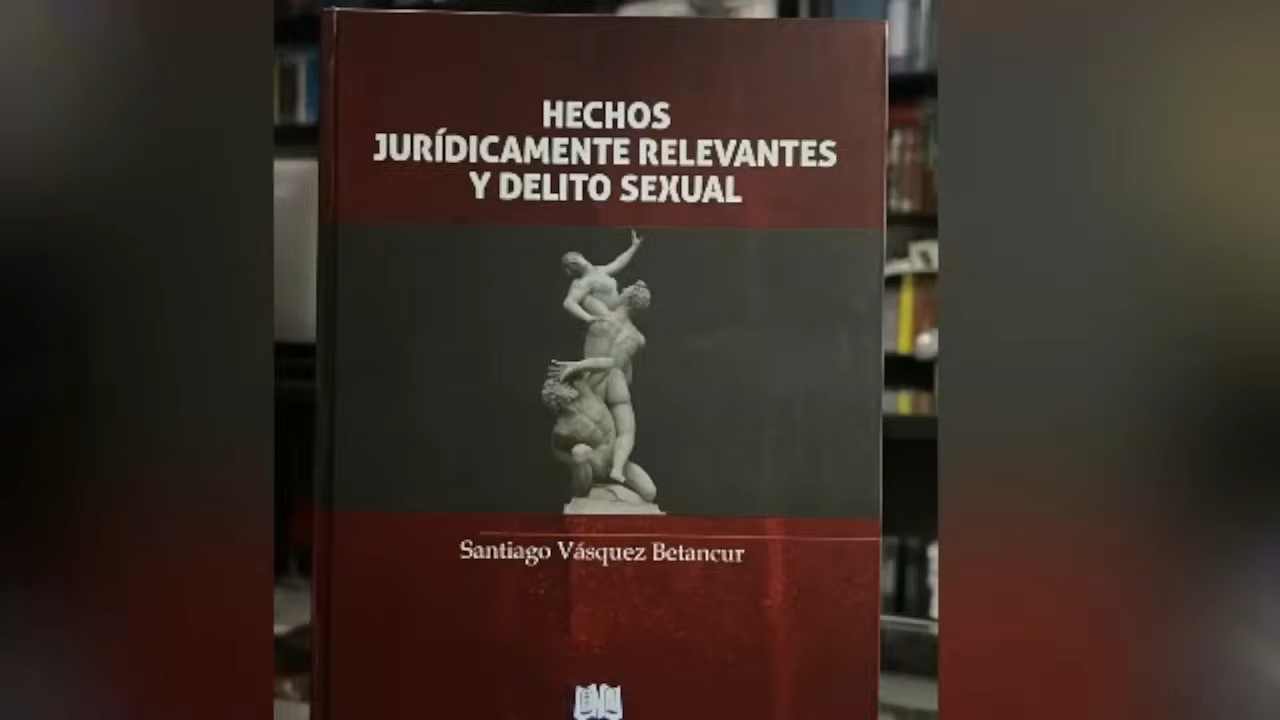 HECHOS
JURÍDICAMENTE RELEVANTES
Y DELITO SEXUAL
Santiago Vásquez Betancur